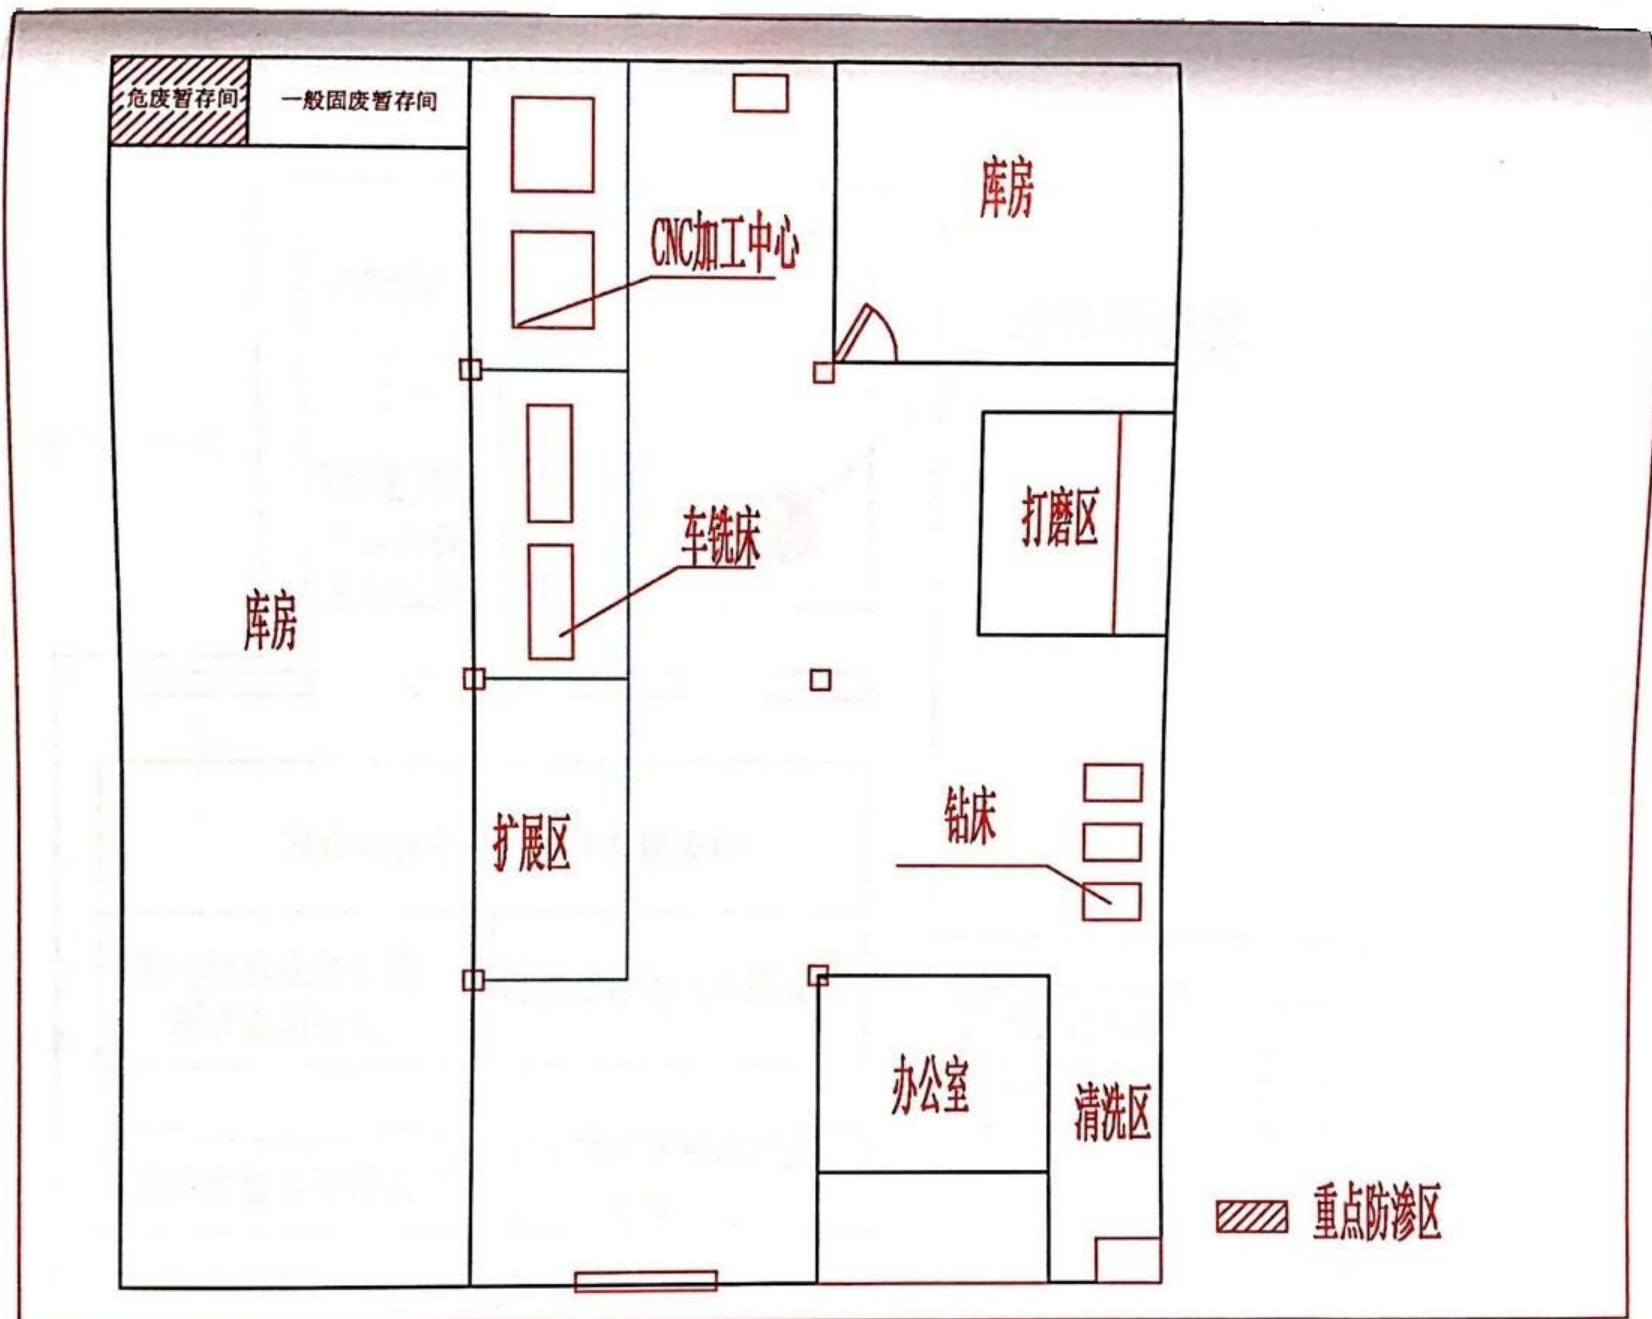 危废暂存间
一般固废暂存间
库房
CNC加工中心
车铣床
打磨区
库房
钻床
扩展区
办公室
清洗区
重点防渗区